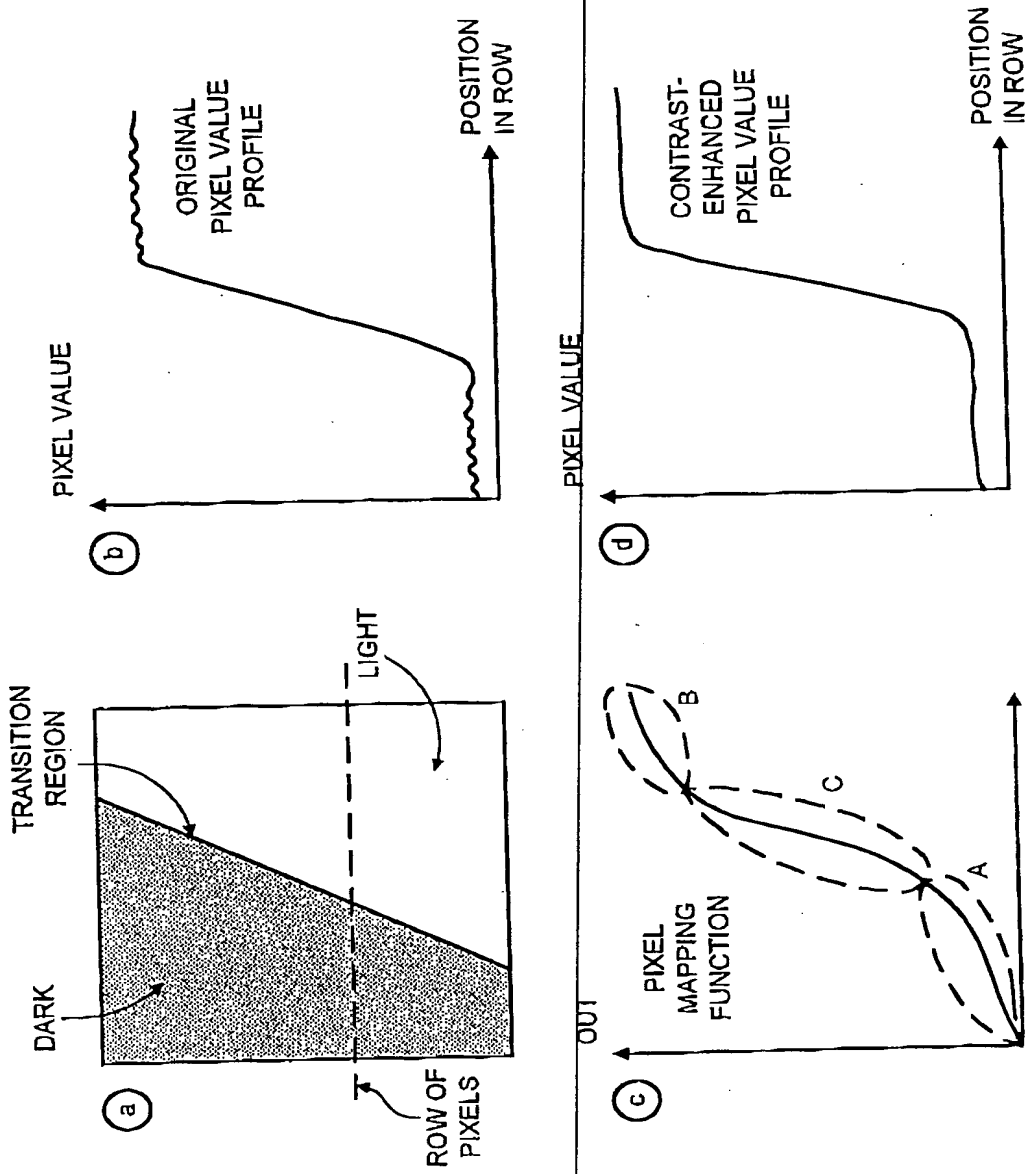 a
DARK
TRANSITION
REGION
ROW OF
PIXELS
LIGHT
b
PIXEL VALUE
ORIGINAL
PIXEL VALUE
PROFILE
POSITION
IN ROW
c
OUT
PIXEL
MAPPING
FUNCTION
A
C
B
d
PIXEL VALUE
CONTRAST-
ENHANCED
PIXEL VALUE
PROFILE
POSITION
IN ROW